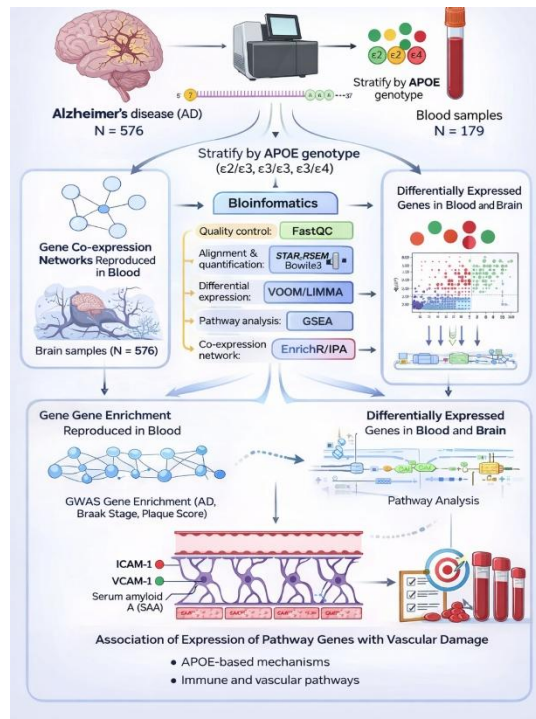 ε2 ε2 ε4
Stratify by APOE
genotype
Alzheimer's disease (AD)
N = 576
Blood samples
N = 179
Stratify by APOE genotype
(ε2/ε3, ε3/ε3, ε3/ε4)
Bloinformatics
Quality control: FastQC
Alignment &
quantification:
STAR,RSEM
Bowile3
Differential
expression: VOOM/LIMMA
Pathway analysis: GSEA
Co-expression
network: EnrichR/IPA
Gene Co-expression
Networks Reproduced
in Blood
Brain samples (N = 576)
Differentially Expressed
Genes in Blood and Brain
Gene Gene Enrichment
Reproduced in Blood
GWAS Gene Enrichment (AD,
Braak Stage, Plaque Score)
Differentially Expressed
Genes in Blood and Brain
Pathway Analysis
ICAM-1
VCAM-1
Serum amyloid
A (SAA)
Association of Expression of Pathway Genes with Vascular Damage
• APOE-based mechanisms
• Immune and vascular pathways